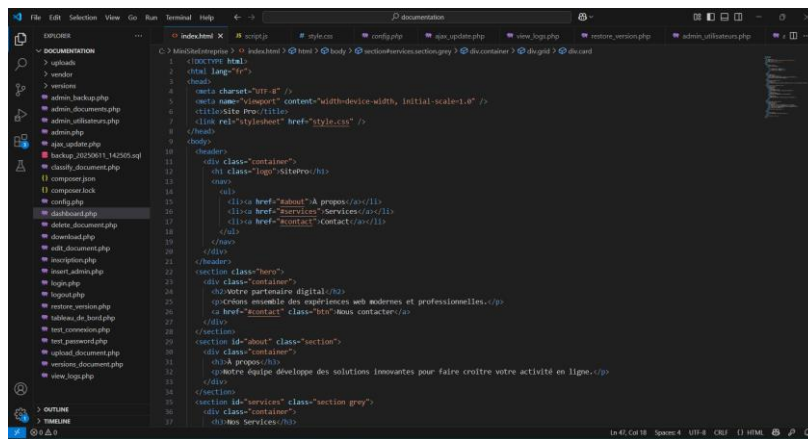 File Edit Selection View Go Run Terminal Help
documentation
EXPLORER
DOCUMENTATION
uploads
vendor
versions
admin_backup.php
admin_documents.php
admin_utilisateurs.php
admin.php
ajax_update.php
backup_20250611_142505.sql
classify_document.php
composer.json
composer.lock
config.php
dashboard.php
delete_document.php
download.php
edit_document.php
inscription.php
insert_admin.php
login.php
logout.php
restore_version.php
tableau_de_bord.php
test_connexion.php
test_password.php
upload_document.php
versions_document.php
view_logs.php
OUTLINE
TIMELINE
index.html script.js style.css config.php ajax_update.php view_logs.php restore_version.php admin_utilisateurs.php
C: > MiniSiteEntreprise > index.html > html > body > section#services.section.grey > div.container > div.grid > div.card
1 <!DOCTYPE html>
2 <html lang="fr">
3 <head>
4 <meta charset="UTF-8" />
5 <meta name="viewport" content="width=device-width, initial-scale=1.0" />
6 <title>Site Pro</title>
7 <link rel="stylesheet" href="style.css" />
8 </head>
9 <body>
10 <header>
11 <div class="container">
12 <h1 class="logo">SitePro</h1>
13 <nav>
14 <ul>
15 <li><a href="#about">À propos</a></li>
16 <li><a href="#services">Services</a></li>
17 <li><a href="#contact">Contact</a></li>
18 </ul>
19 </nav>
20 </div>
21 </header>
22 <section class="hero">
23 <div class="container">
24 <h2>Votre partenaire digital</h2>
25 <p>Créons ensemble des expériences web modernes et professionnelles.</p>
26 <a href="#contact" class="btn">Nous contacter</a>
27 </div>
28 </section>
29 <section id="about" class="section">
30 <div class="container">
31 <h3>À propos</h3>
32 <p>Notre équipe développe des solutions innovantes pour faire croître votre activité en ligne.</p>
33 </div>
34 </section>
35 <section id="services" class="section grey">
36 <div class="container">
37 <h3>Nos Services</h3>
0 0
Ln 47, Col 18 Spaces: 4 UTF-8 CRLF {} HTML